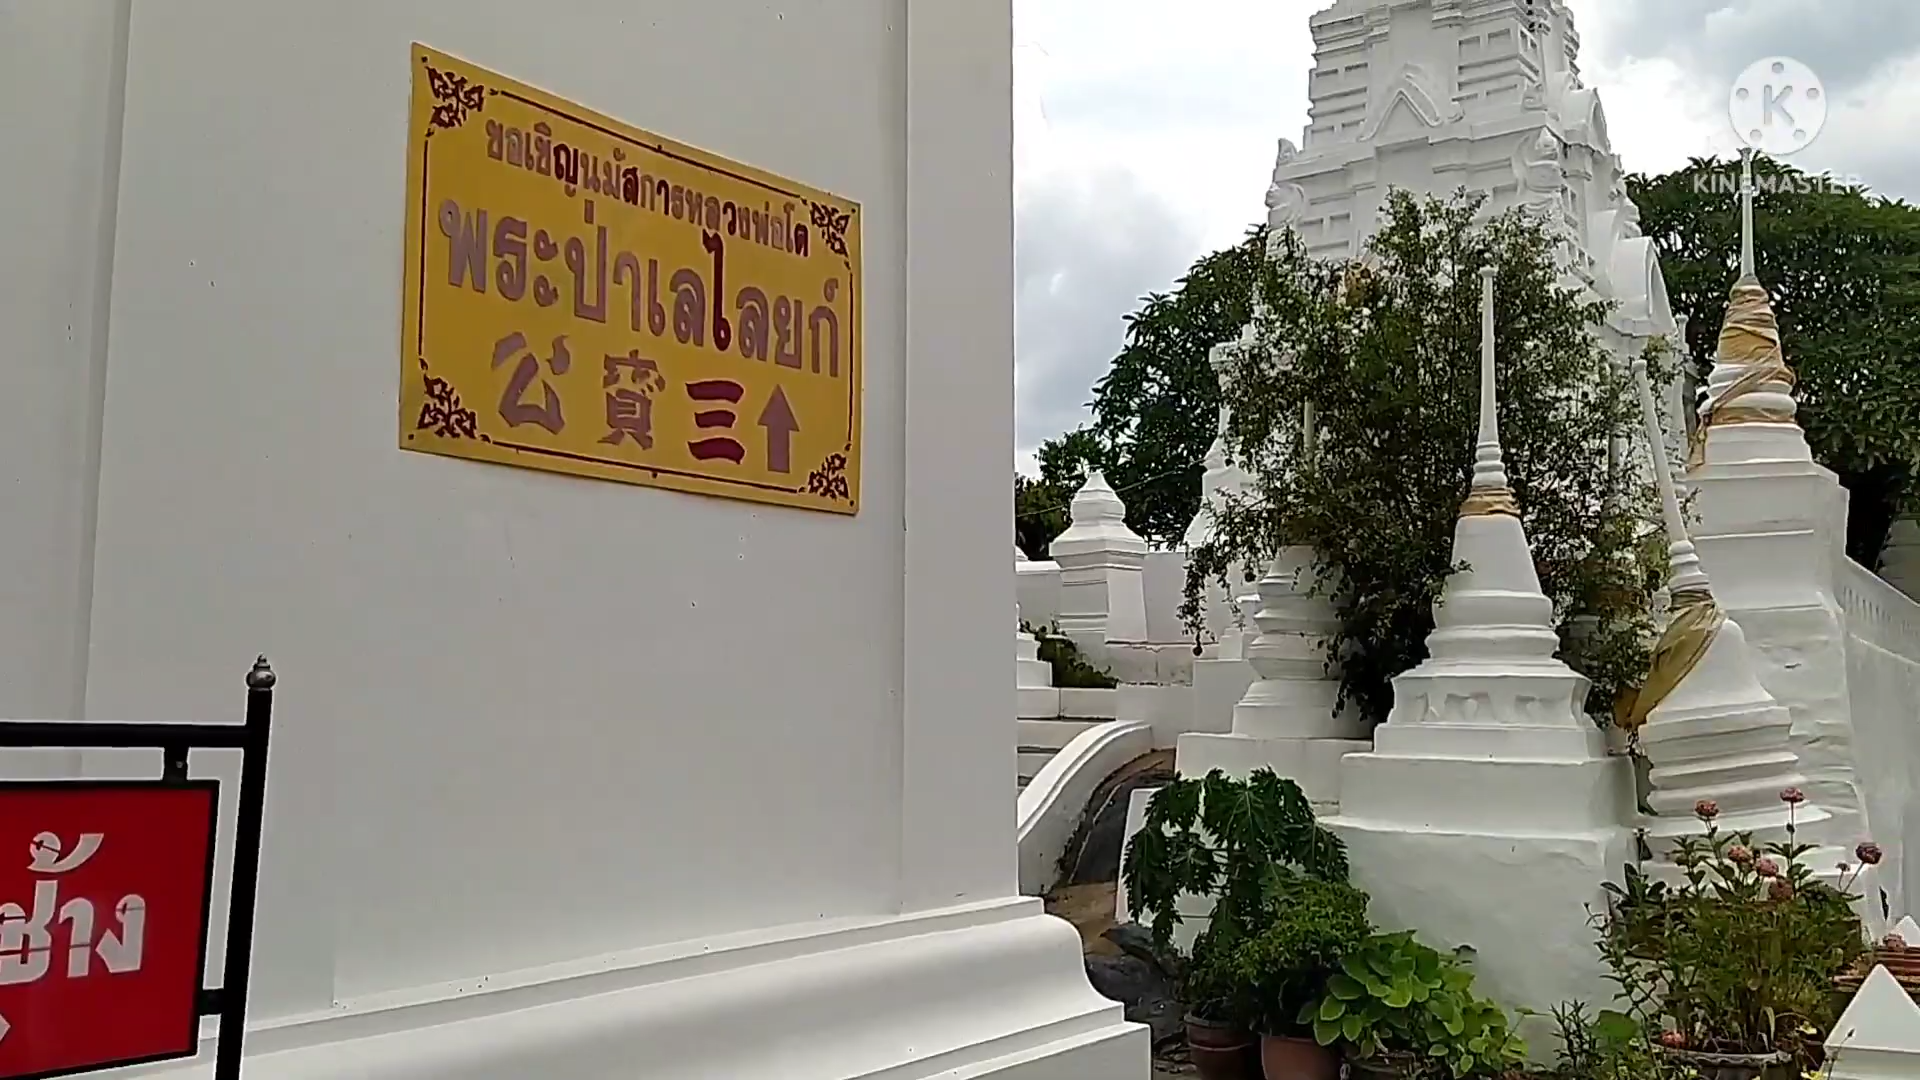 ขอเชิญนมัสการหลวงพ่อโต
พระป่าเลไลยก์
公寳三↑
K
KINEMASTER
ช้าง